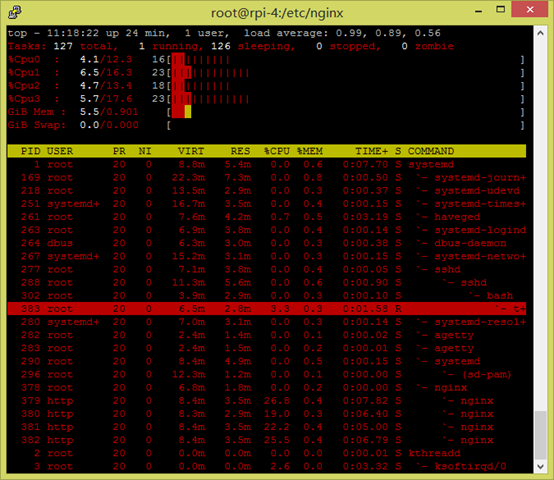 root@rpi-4:/etc/nginx
top - 11:18:22 up 24 min, 1 user, load average: 0.99, 0.89, 0.56
Tasks: 127 total, 1 running, 126 sleeping, 0 stopped, 0 zombie
%Cpu0 : 4.1/12.3 16[||||||||| ]
%Cpu1 : 6.5/16.3 23[|||||||||||| ]
%Cpu2 : 4.7/13.4 18[||||||||| ]
%Cpu3 : 5.7/17.6 23[|||||||||||| ]
GiB Mem : 5.5/0.901 [ ]
GiB Swap: 0.0/0.000 [ ]
PID USER PR NI VIRT RES %CPU %MEM TIME+ S COMMAND
1 root 20 0 8.8m 5.4m 0.0 0.6 0:07.70 S systemd
169 root 20 0 22.3m 7.3m 0.0 0.8 0:00.50 S `- systemd-journ+
218 root 20 0 13.5m 2.9m 0.0 0.3 0:00.37 S `- systemd-udevd
251 systemd+ 20 0 16.7m 3.5m 0.0 0.4 0:00.15 S `- systemd-times+
261 root 20 0 7.6m 4.2m 0.7 0.5 0:03.19 S `- haveged
263 root 20 0 6.9m 3.8m 0.0 0.4 0:00.14 S `- systemd-logind
264 dbus 20 0 6.3m 3.0m 0.0 0.3 0:00.38 S `- dbus-daemon
267 systemd+ 20 0 15.2m 3.1m 0.0 0.3 0:00.15 S `- systemd-netwo+
277 root 20 0 7.1m 3.8m 0.0 0.4 0:00.05 S `- sshd
288 root 20 0 11.3m 5.6m 0.0 0.6 0:00.90 S `- sshd
302 root 20 0 3.9m 2.9m 0.0 0.3 0:00.10 S `- bash
383 root 20 0 6.5m 2.8m 3.3 0.3 0:01.58 R `- t+
280 systemd+ 20 0 7.0m 3.1m 0.0 0.3 0:00.14 S `- systemd-resol+
282 root 20 0 2.4m 1.4m 0.0 0.1 0:00.02 S `- agetty
283 root 20 0 2.4m 1.5m 0.0 0.2 0:00.01 S `- agetty
290 root 20 0 8.4m 4.9m 0.0 0.5 0:00.15 S `- systemd
296 root 20 0 12.3m 1.2m 0.0 0.1 0:00.00 S `- (sd-pam)
378 root 20 0 6.8m 1.8m 0.0 0.2 0:00.00 S `- nginx
379 http 20 0 8.4m 3.5m 26.8 0.4 0:07.82 S `- nginx
380 http 20 0 8.3m 2.9m 19.0 0.3 0:06.40 S `- nginx
381 http 20 0 8.4m 3.5m 22.2 0.4 0:05.00 S `- nginx
382 http 20 0 8.4m 3.5m 25.5 0.4 0:06.79 S `- nginx
2 root 20 0 0.0m 0.0m 0.0 0.0 0:00.01 S kthreadd
3 root 20 0 0.0m 0.0m 2.6 0.0 0:03.32 S `- ksoftirqd/0